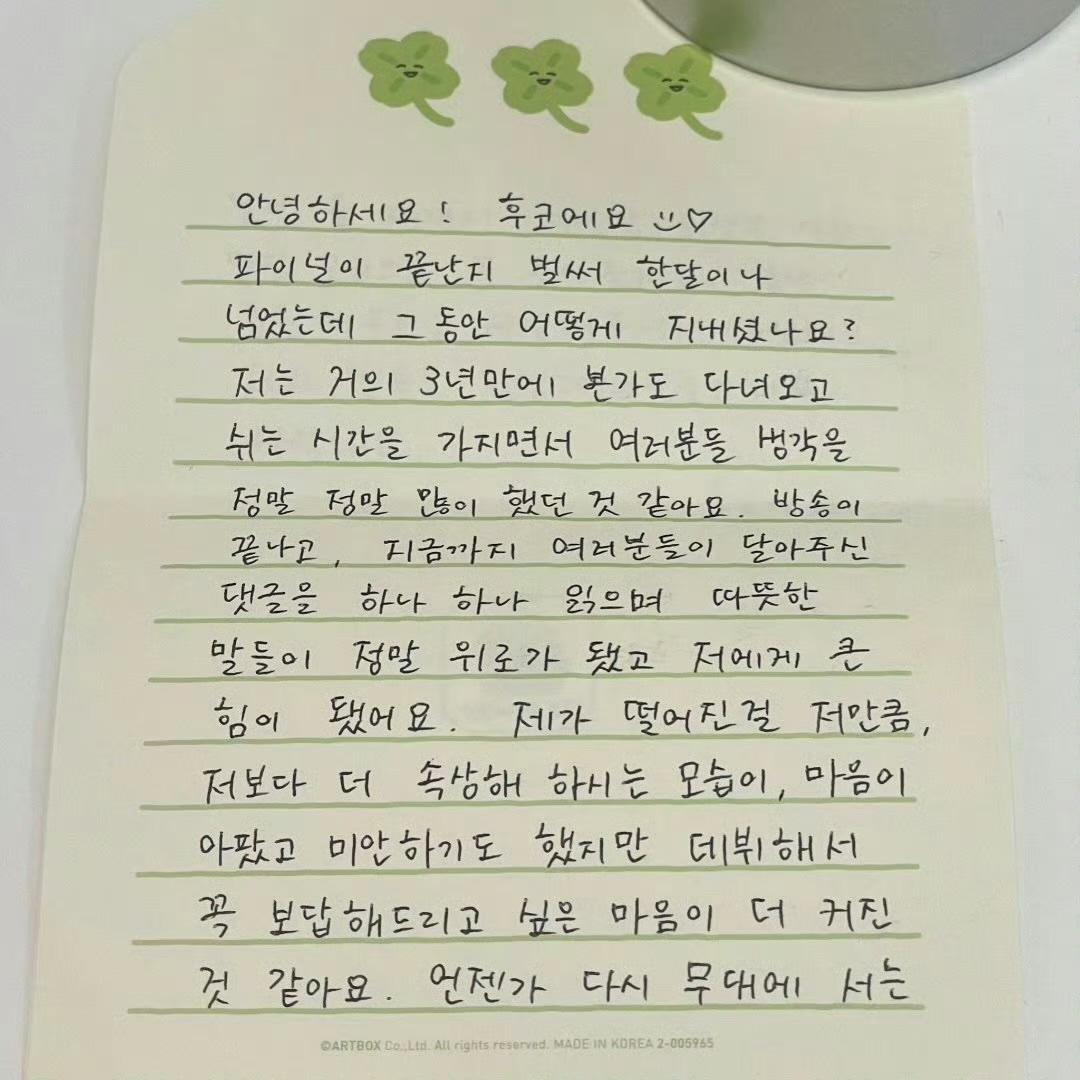 안녕하세요! 후코에요 ☺♡
파이널이 끝난지 벌써 한달이나
넘었는데 그 동안 어떻게 지내셨나요?
저는 거의 3년만에 본가도 다녀오고
쉬는 시간을 가지면서 여러분들 생각을
정말 정말 많이 했던 것 같아요. 방송이
끝나고, 지금까지 여러분들이 달아주신
댓글을 하나 하나 읽으며 따뜻한
말들이 정말 위로가 됐고 저에게 큰
힘이 됐어요. 제가 떨어진걸 저만큼,
저보다 더 속상해 하시는 모습이, 마음이
아팠고 미안하기도 했지만 데뷔해서
꼭 보답해드리고 싶은 마음이 더 커진
것 같아요. 언젠가 다시 무대에 서는
©ARTBOX Co.,Ltd. All rights reserved. MADE IN KOREA 2-005965